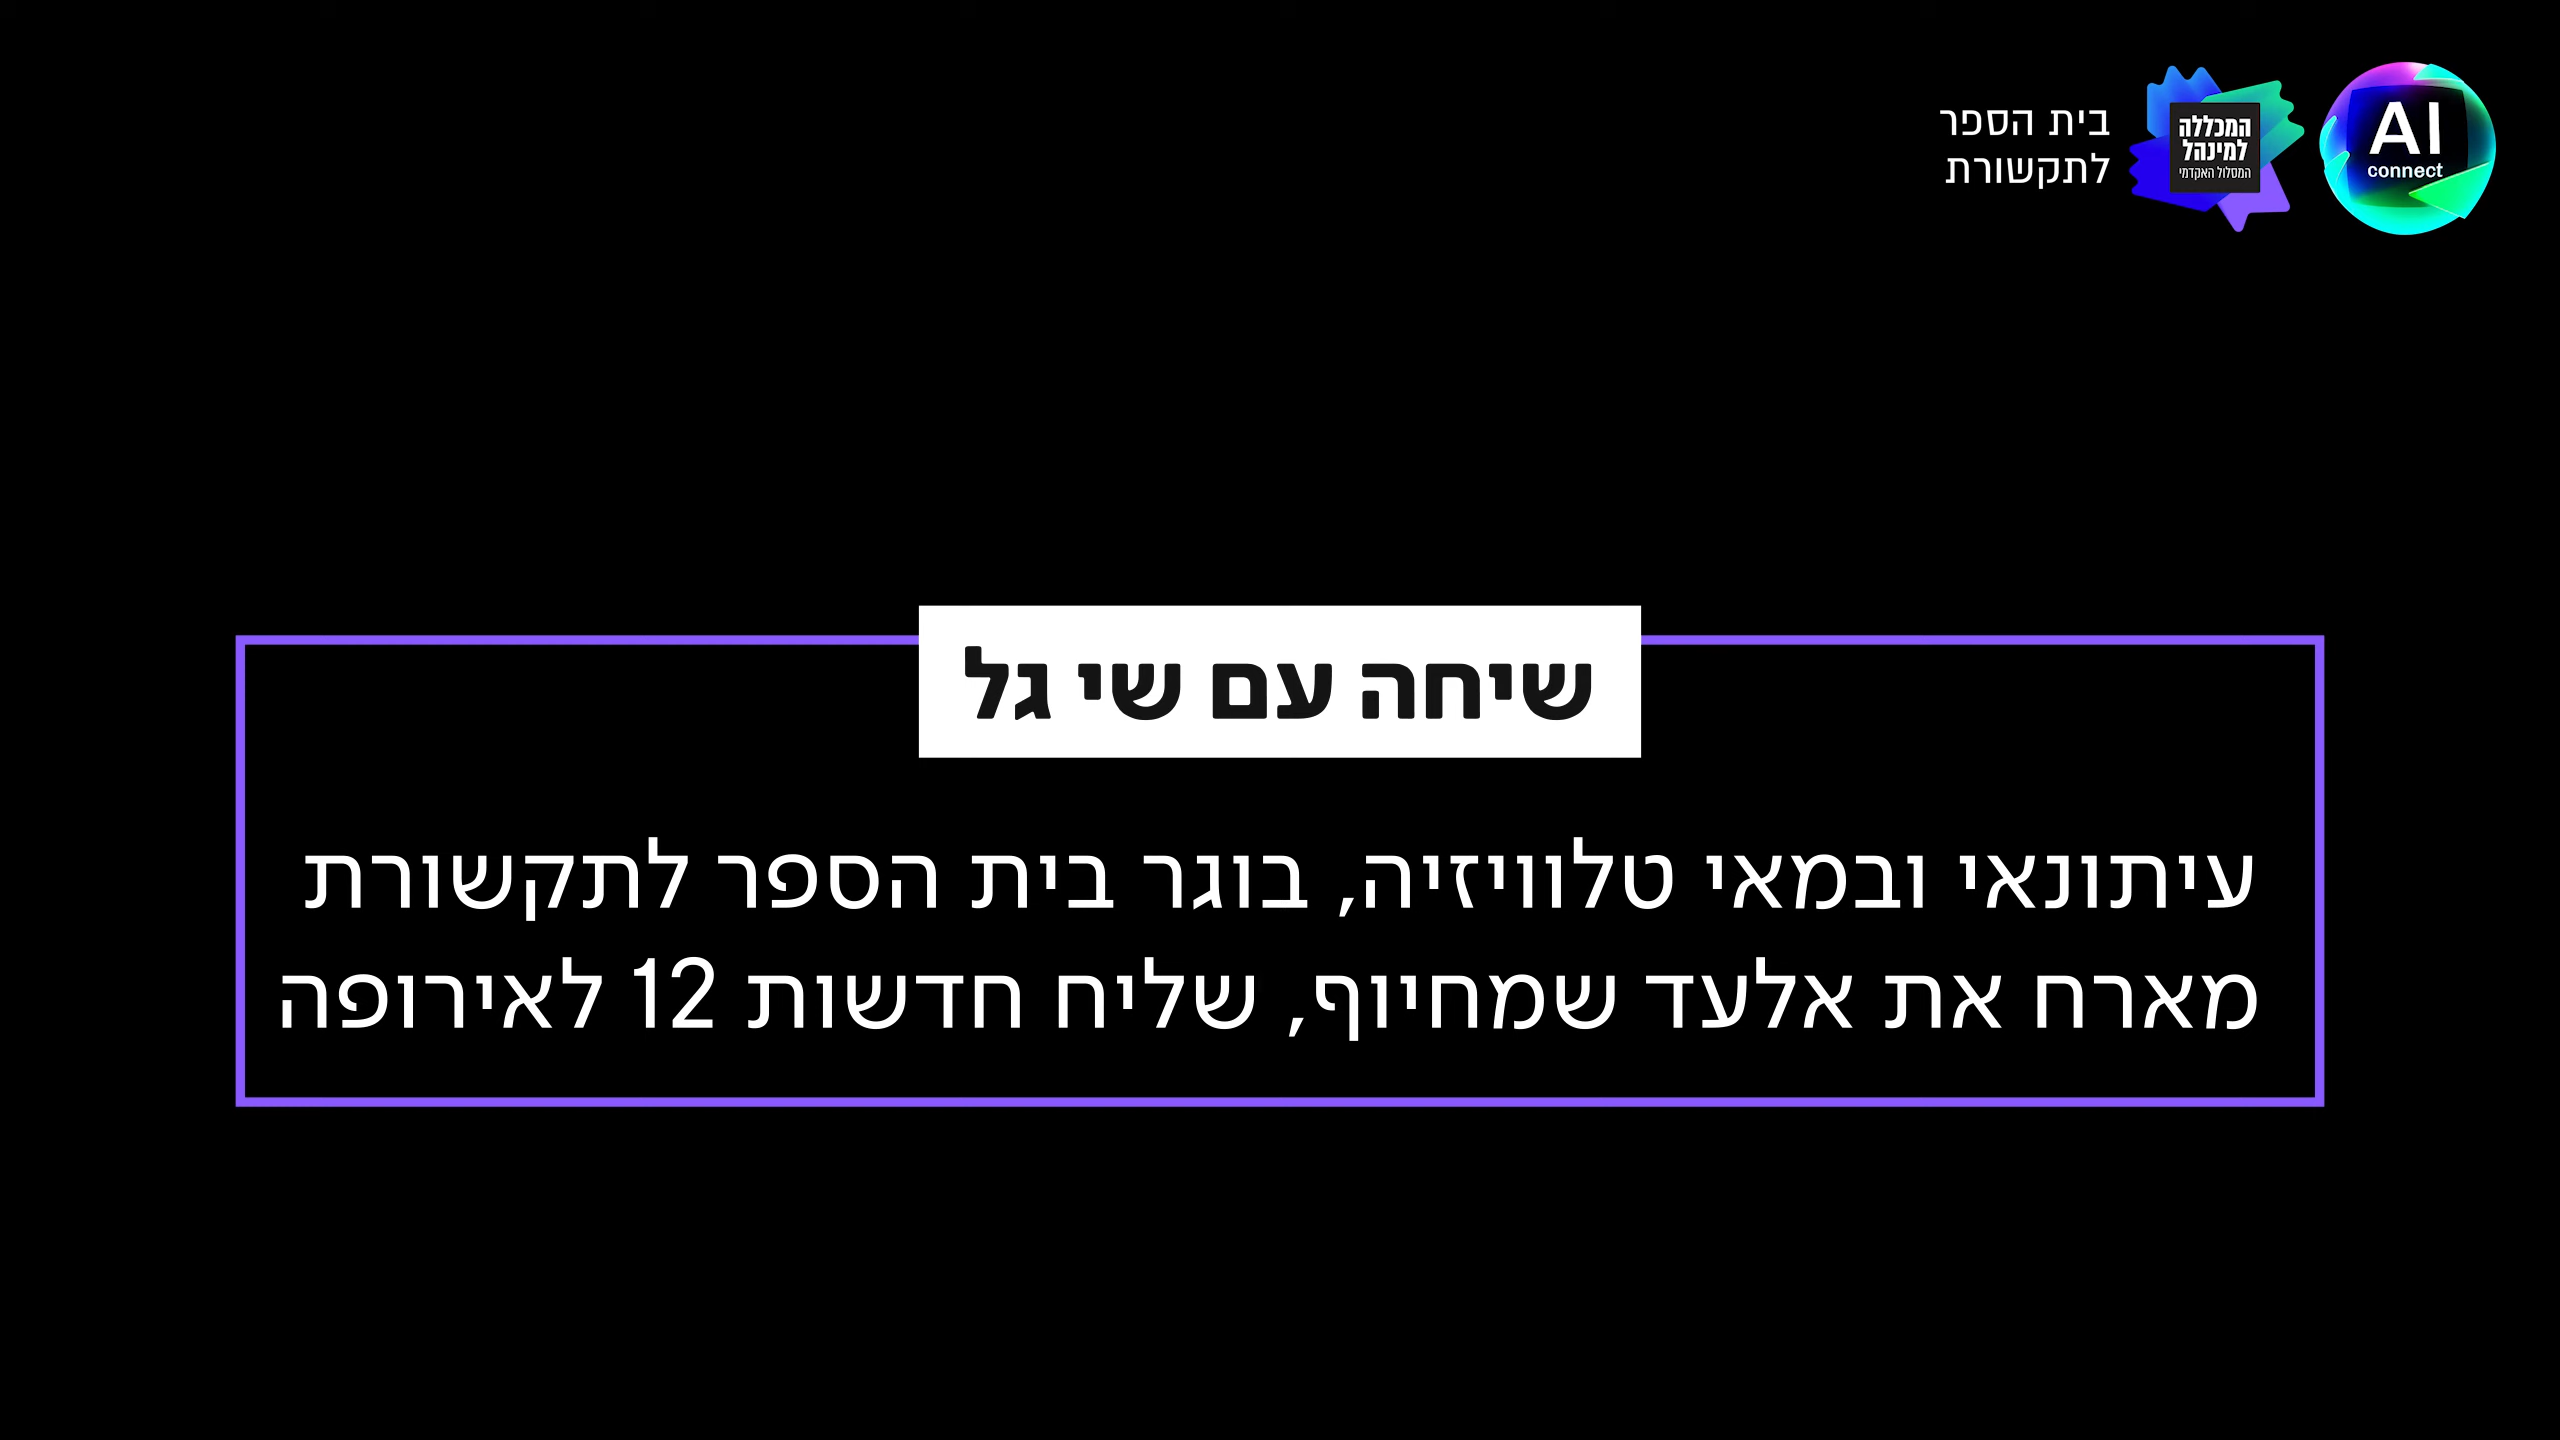 AI
connect
המכללה
למינהל
המסלול האקדמי
בית הספר
לתקשורת
שיחה עם שי גל
עיתונאי ובמאי טלוויזיה, בוגר בית הספר לתקשורת
מארח את אלעד שמחיוף, שליח חדשות 12 לאירופה